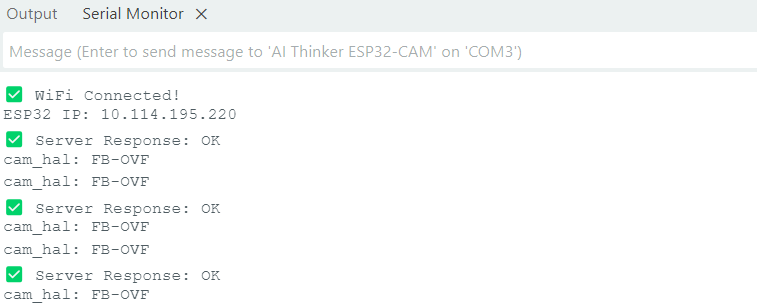 Output Serial Monitor ×
Message (Enter to send message to 'AI Thinker ESP32-CAM' on 'COM3')
✅ WiFi Connected!
ESP32 IP: 10.114.195.220
✅ Server Response: OK
cam_hal: FB-OVF
cam_hal: FB-OVF
✅ Server Response: OK
cam_hal: FB-OVF
cam_hal: FB-OVF
✅ Server Response: OK
cam_hal: FB-OVF